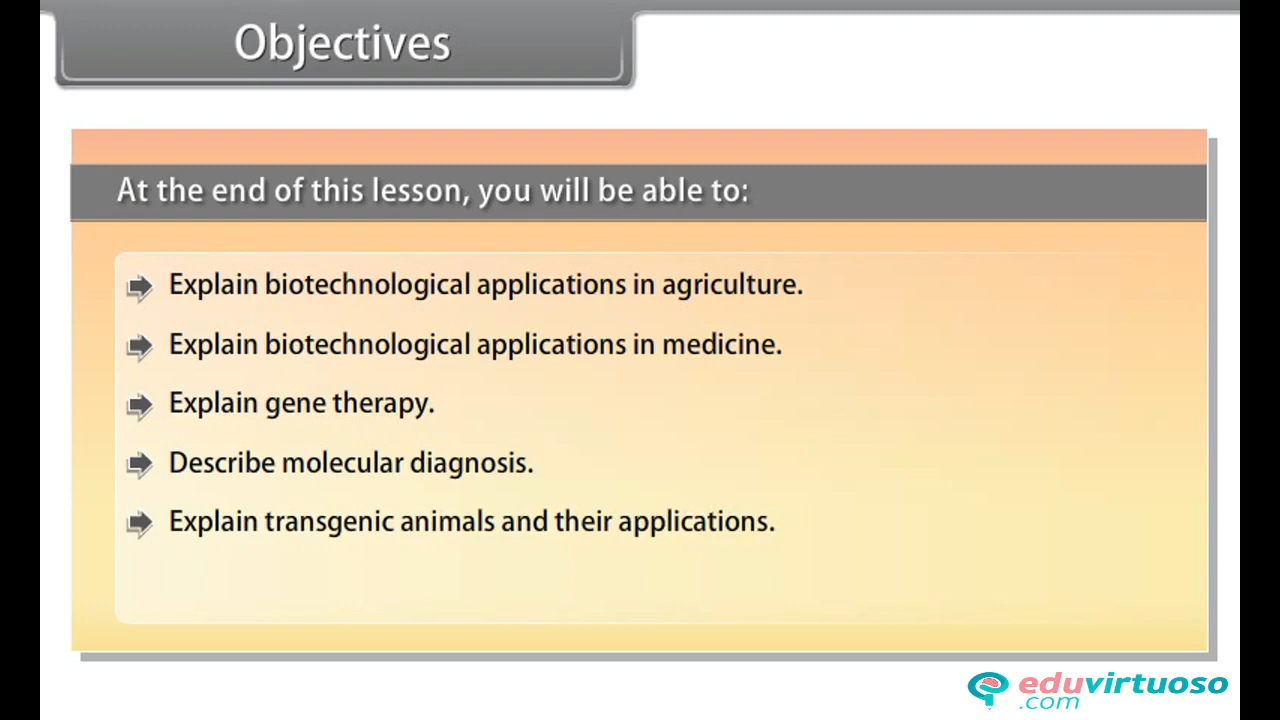 Objectives
At the end of this lesson, you will be able to:
Explain biotechnological applications in agriculture.
Explain biotechnological applications in medicine.
Explain gene therapy.
Describe molecular diagnosis.
Explain transgenic animals and their applications.
eduvirtuoso
.com